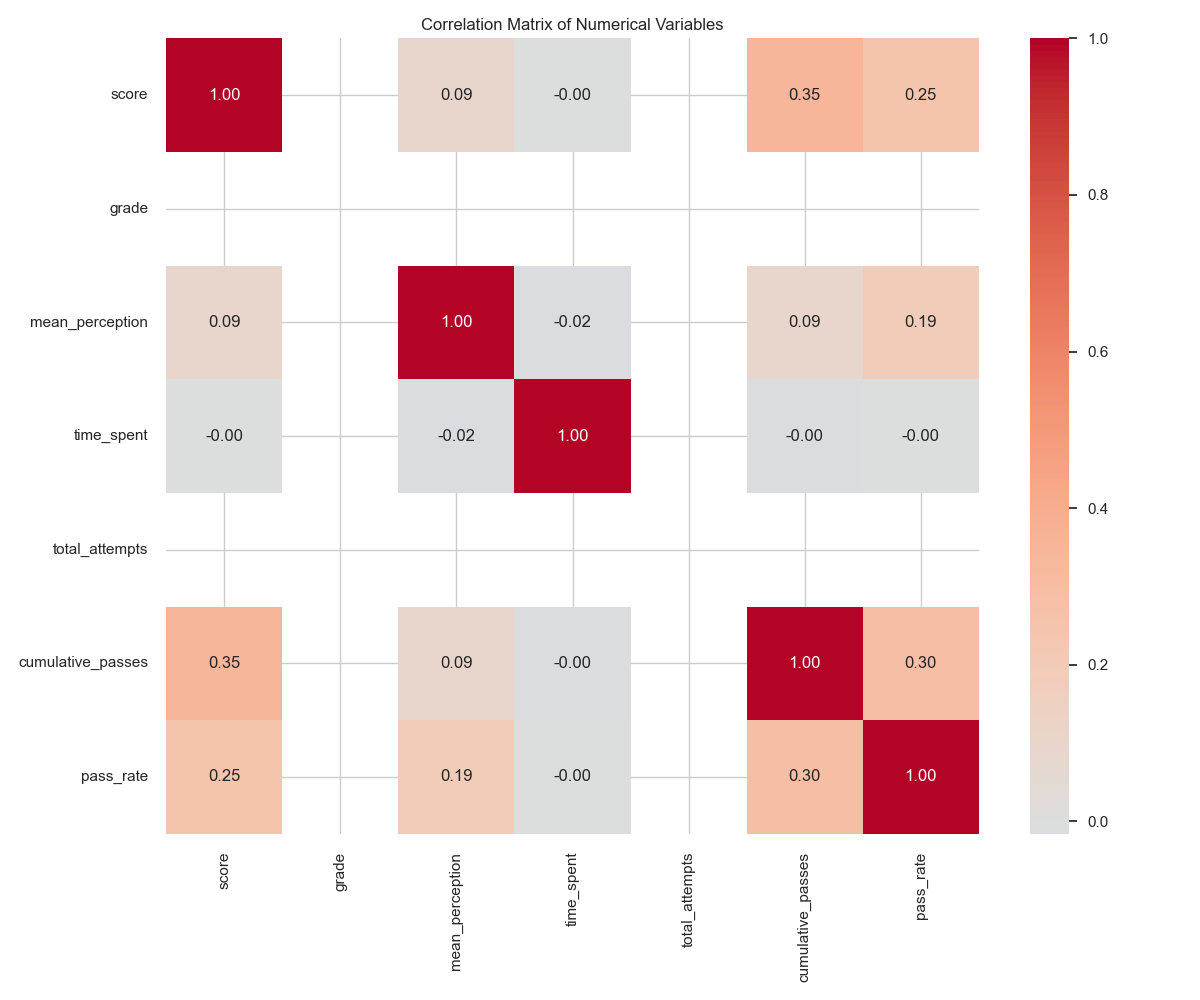 Correlation Matrix of Numerical Variables
score 1.00 0.09 -0.00 0.35 0.25
grade
mean_perception 0.09 1.00 -0.02 0.09 0.19
time_spent -0.00 -0.02 1.00 -0.00 -0.00
total_attempts
cumulative_passes 0.35 0.09 -0.00 1.00 0.30
pass_rate 0.25 0.19 -0.00 0.30 1.00
score grade mean_perception time_spent total_attempts cumulative_passes pass_rate
1.0
0.8
0.6
0.4
0.2
0.0